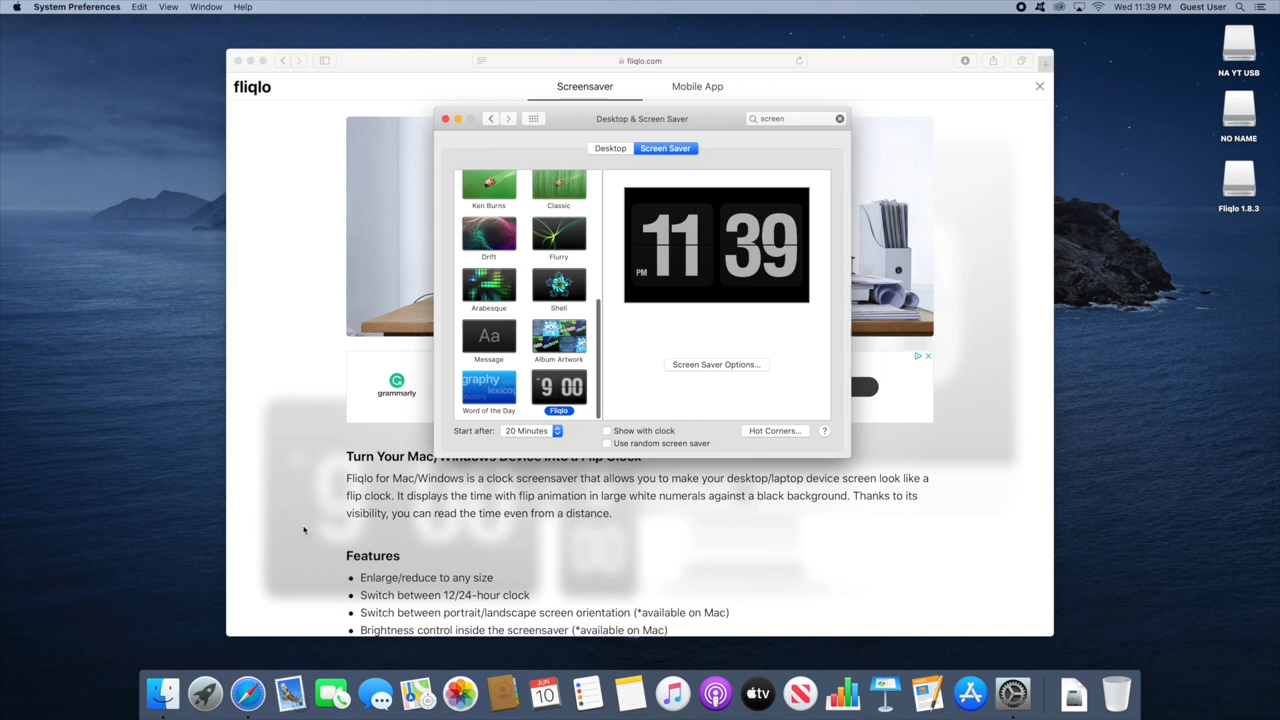 System Preferences Edit View Window Help Wed 11:39 PM Guest User
NA YT USB
NO NAME
Fliqlo 1.8.3
fliqlo.com
fliqlo Screensaver Mobile App
Desktop & Screen Saver screen
Desktop Screen Saver
Ken Burns Classic
Drift Flurry
Arabesque Shell
Aa
Message Album Artwork
graphy
lexico
9 00
Word of the Day Fliqlo
PM 11 39
Screen Saver Options...
Start after: 20 Minutes Show with clock Hot Corners... ?
Use random screen saver
grammarly
Turn Your Mac/Windows Device into a Flip Clock
Fliqlo for Mac/Windows is a clock screensaver that allows you to make your desktop/laptop device screen look like a
flip clock. It displays the time with flip animation in large white numerals against a black background. Thanks to its
visibility, you can read the time even from a distance.
Features
• Enlarge/reduce to any size
• Switch between 12/24-hour clock
• Switch between portrait/landscape screen orientation (*available on Mac)
• Brightness control inside the screensaver (*available on Mac)
JUN
10
tv